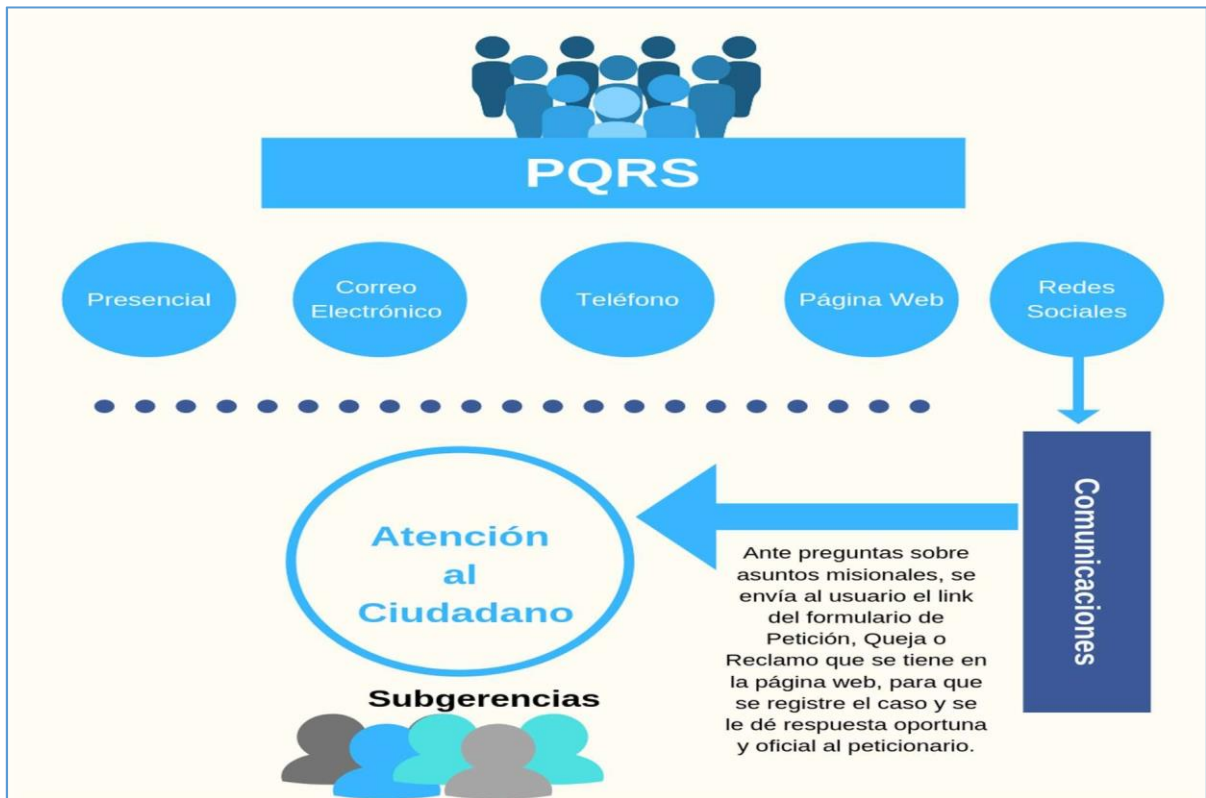 PQRS
Presencial
Correo
Electrónico
Teléfono
Página Web
Redes
Sociales
Comunicaciones
Atención
al
Ciudadano
Ante preguntas sobre
asuntos misionales, se
envía al usuario el link
del formulario de
Petición, Queja o
Reclamo que se tiene en
la página web, para que
se registre el caso y se
le dé respuesta oportuna
y oficial al peticionario.
Subgerencias